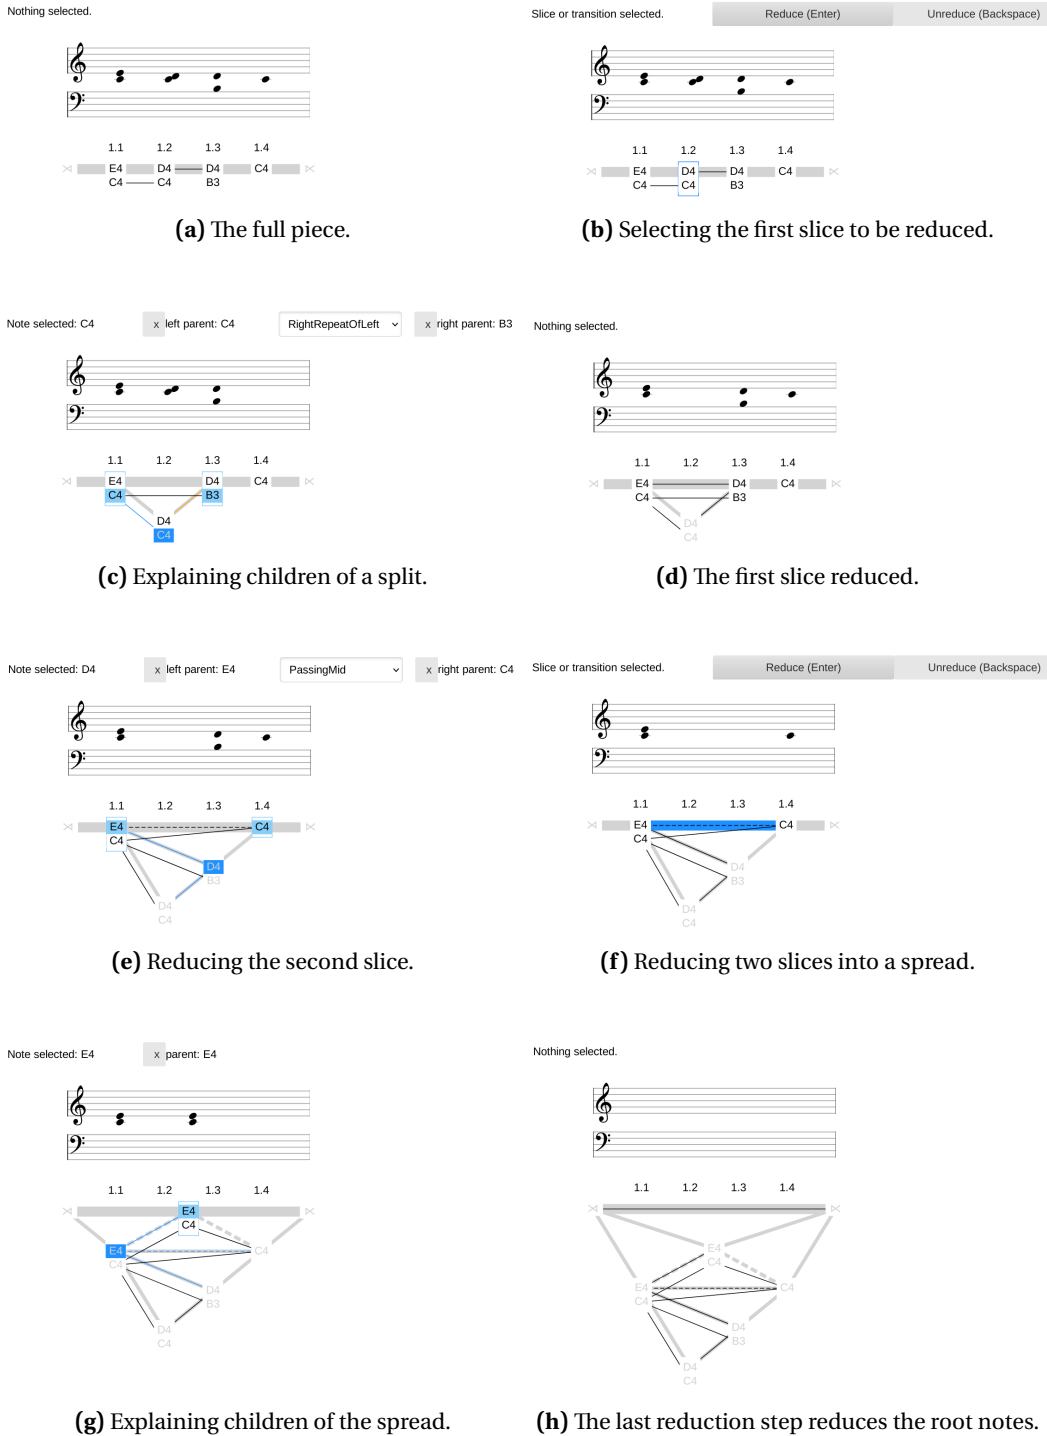 Nothing selected.
1.1 1.2 1.3 1.4
E4 D4 D4 C4
C4 C4 B3
(a) The full piece.
Slice or transition selected. Reduce (Enter) Unreduce (Backspace)
1.1 1.2 1.3 1.4
E4 D4 D4 C4
C4 C4 B3
(b) Selecting the first slice to be reduced.
Note selected: C4 x left parent: C4 RightRepeatOfLeft x right parent: B3
1.1 1.2 1.3 1.4
E4 D4 C4
C4 B3
D4
C4
(c) Explaining children of a split.
Nothing selected.
1.1 1.2 1.3 1.4
E4 D4 C4
C4 B3
D4
C4
(d) The first slice reduced.
Note selected: D4 x left parent: E4 PassingMid x right parent: C4
1.1 1.2 1.3 1.4
E4 C4
C4
D4
B3
D4
C4
(e) Reducing the second slice.
Slice or transition selected. Reduce (Enter) Unreduce (Backspace)
1.1 1.2 1.3 1.4
E4 C4
C4
D4
B3
D4
C4
(f) Reducing two slices into a spread.
Note selected: E4 x parent: E4
1.1 1.2 1.3 1.4
E4
C4
E4 C4
C4
D4
B3
D4
C4
(g) Explaining children of the spread.
Nothing selected.
1.1 1.2 1.3 1.4
E4
C4
E4 C4
C4
D4
B3
D4
C4
(h) The last reduction step reduces the root notes.